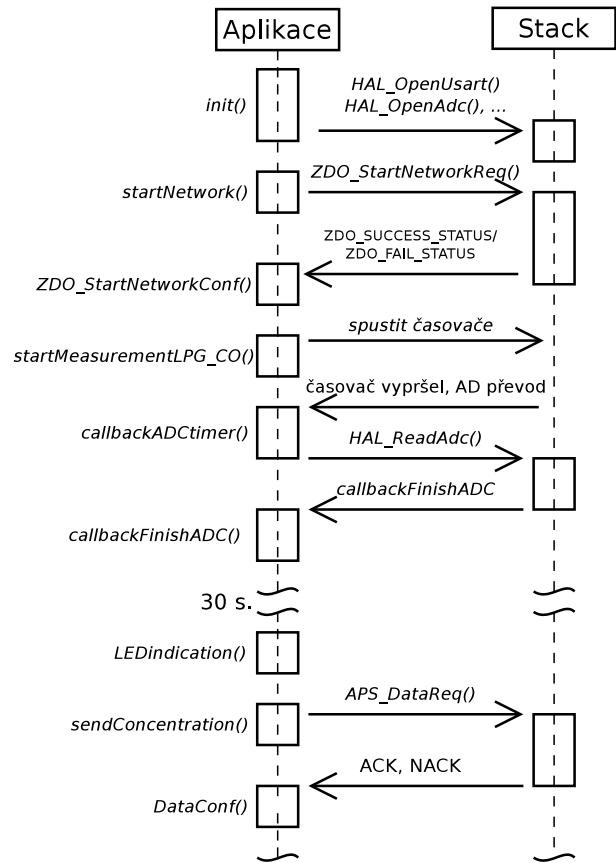 Aplikace
Stack
HAL_OpenUsart()
init()
HAL_OpenAdc(), ...
ZDO_StartNetworkReq()
startNetwork()
ZDO_SUCCESS_STATUS/
ZDO_FAIL_STATUS
ZDO_StartNetworkConf()
spustit časovače
startMeasurementLPG_CO()
časovač vypršel, AD převod
callbackADCtimer()
HAL_ReadAdc()
callbackFinishADC
callbackFinishADC()
30 s.
LEDindication()
APS_DataReq()
sendConcentration()
ACK, NACK
DataConf()